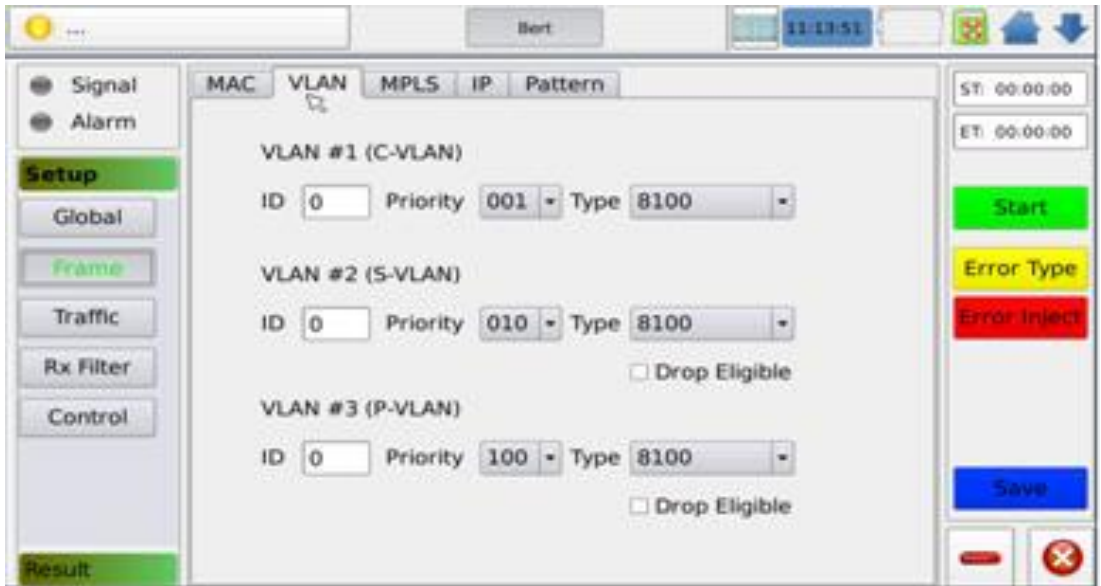 ...
Bert
11:13:51
Signal
Alarm
Setup
Global
Frame
Traffic
Rx Filter
Control
Result
MAC VLAN MPLS IP Pattern
VLAN #1 (C-VLAN)
ID 0 Priority 001 Type 8100
VLAN #2 (S-VLAN)
ID 0 Priority 010 Type 8100
Drop Eligible
VLAN #3 (P-VLAN)
ID 0 Priority 100 Type 8100
Drop Eligible
ST: 00:00:00
ET: 00:00:00
Start
Error Type
Error Inject
Save